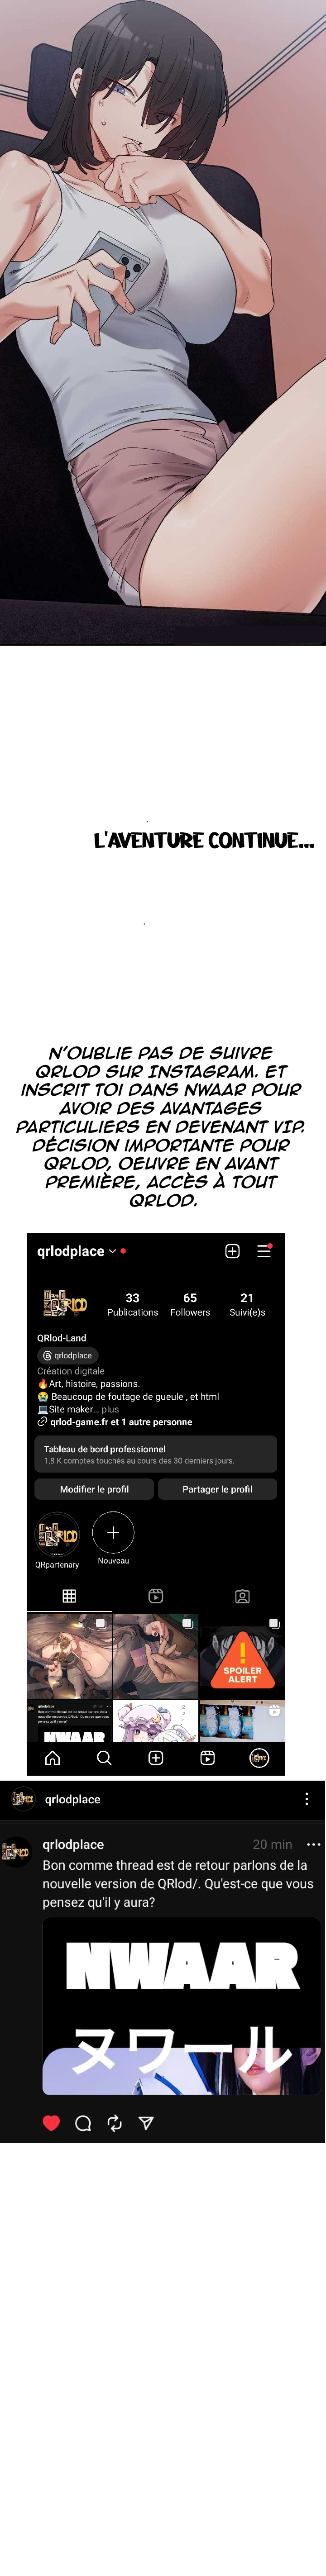 L'AVENTURE CONTINUE...
N'OUBLIE PAS DE SUIVRE
QRLOD SUR INSTAGRAM. ET
INSCRIT TOI DANS NWAAR POUR
AVOIR DES AVANTAGES
PARTICULIERS EN DEVENANT VIP.
DÉCISION IMPORTANTE POUR
QRLOD, OEUVRE EN AVANT
PREMIÈRE, ACCÈS À TOUT
QRLOD.
qrlodplace
33 65 21
Publications Followers Suivi(e)s
QRlod-Land
qrlodplace
Création digitale
🔥Art, histoire, passions.
😭 Beaucoup de foutage de gueule , et html
💻Site maker... plus
qrlod-game.fr et 1 autre personne
Tableau de bord professionnel
1,8 K comptes touchés au cours des 30 derniers jours.
Modifier le profil Partager le profil
QRpartenary Nouveau
SPOILER
ALERT
NWAAR
qrlodplace
qrlodplace 20 min
Bon comme thread est de retour parlons de la
nouvelle version de QRlod/. Qu'est-ce que vous
pensez qu'il y aura?
NWAAR
ヌワール